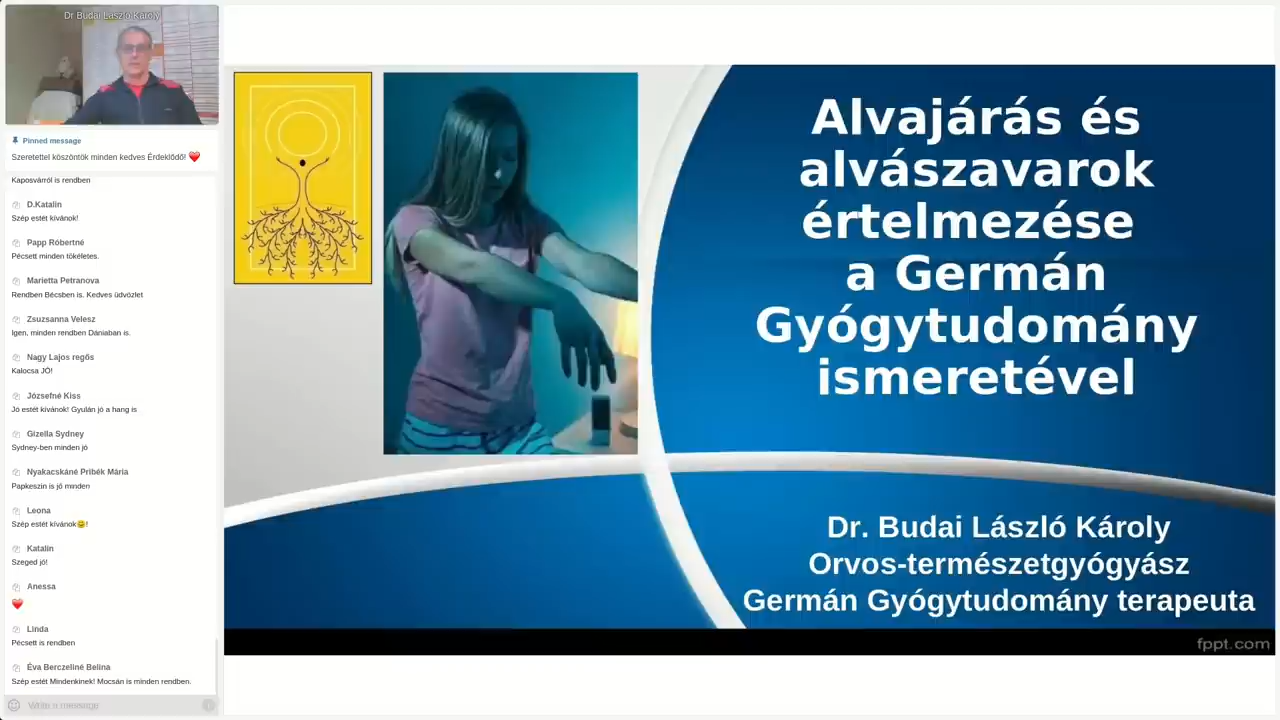 Dr Budai László Károly
Pinned message
Szeretettel köszöntök minden kedves Érdeklődő! ❤️
Kaposvárról is rendben
D.Katalin
Szép estét kívánok!
Papp Róbertné
Pécsett minden tökéletes.
Marietta Petranova
Rendben Bécsben is. Kedves üdvözlet
Zsuzsanna Velesz
Igen, minden rendben Dániaban is.
Nagy Lajos regős
Kalocsa JÓ!
Józsefné Kiss
Jó estét kívánok! Gyulán jó a hang is
Gizella Sydney
Sydney-ben minden jó
Nyakacskáné Pribék Mária
Papkeszin is jő minden
Leona
Szép estét kívánok😊!
Katalin
Szeged jó!
Anessa
❤️
Linda
Pécsett is rendben
Éva Berczeliné Belina
Szép estét Mindenkinek! Mocsán is minden rendben.
Write a message
Alvajárás és
alvászavarok
értelmezése
a Germán
Gyógytudomány
ismeretével
Dr. Budai László Károly
Orvos-természetgyógyász
Germán Gyógytudomány terapeuta
fppt.com